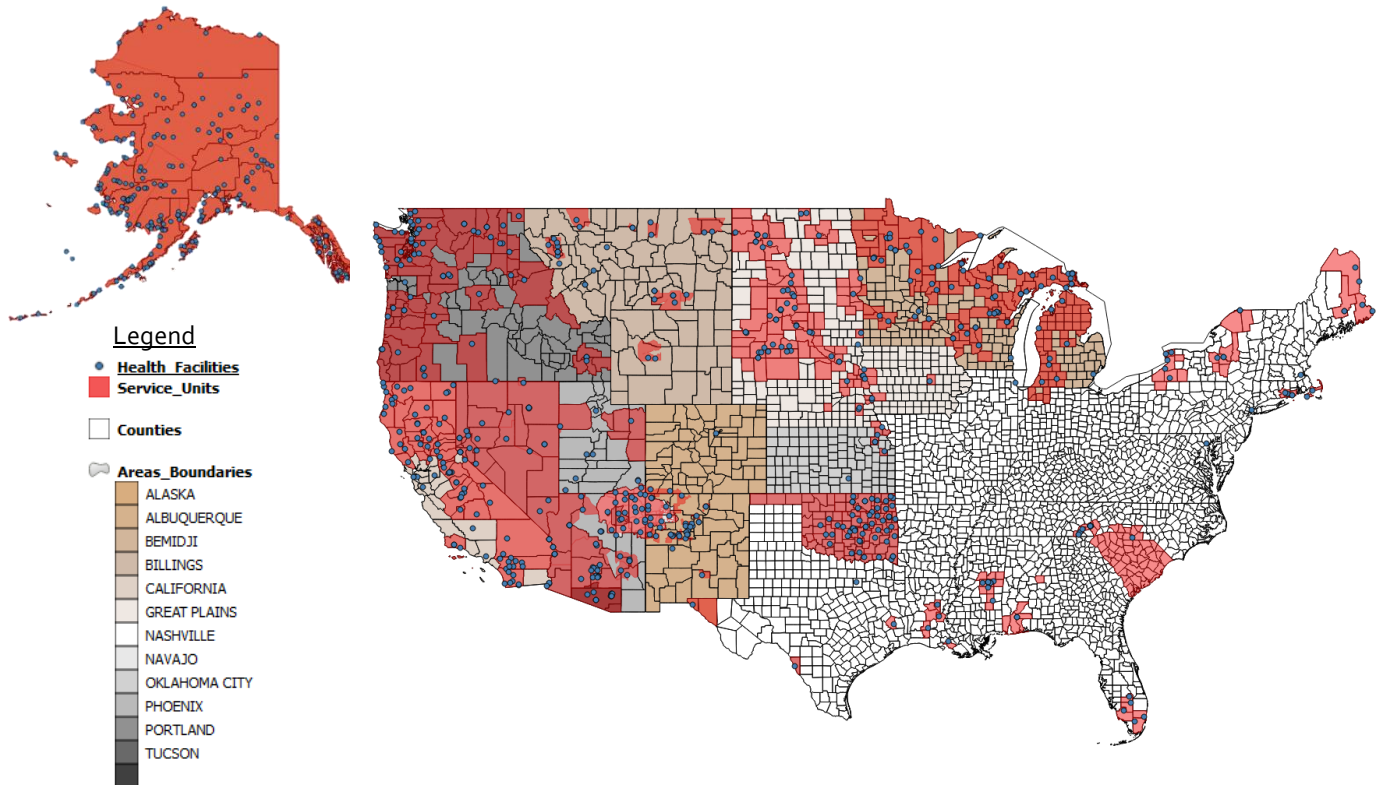 Legend
Health_Facilities
Service_Units
Counties
Areas_Boundaries
ALASKA
ALBUQUERQUE
BEMIDJI
BILLINGS
CALIFORNIA
GREAT PLAINS
NASHVILLE
NAVAJO
OKLAHOMA CITY
PHOENIX
PORTLAND
TUCSON